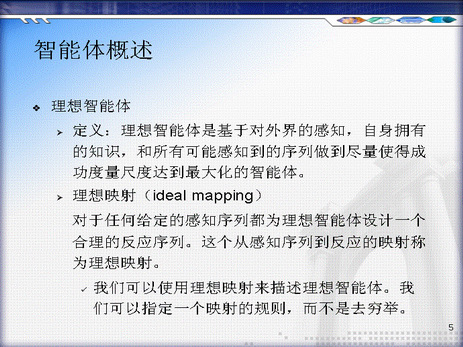 智能体概述
理想智能体
定义：理想智能体是基于对外界的感知，自身拥有
的知识，和所有可能感知到的序列做到尽量使得成
功度量尺度达到最大化的智能体。
理想映射（ideal mapping）
对于任何给定的感知序列都为理想智能体设计一个
合理的反应序列。这个从感知序列到反应的映射称
为理想映射。
我们可以使用理想映射来描述理想智能体。我
们可以指定一个映射的规则，而不是去穷举。
5